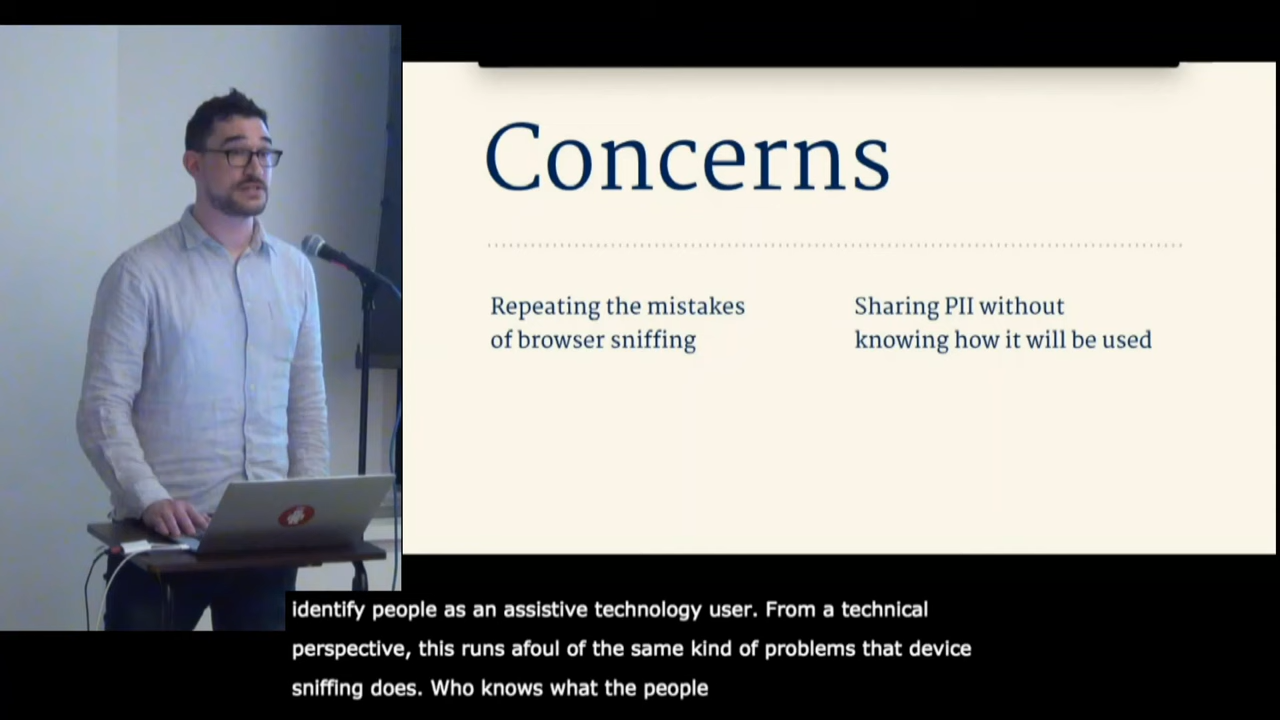 Concerns
Repeating the mistakes
of browser sniffing
Sharing PII without
knowing how it will be used
identify people as an assistive technology user. From a technical
perspective, this runs afoul of the same kind of problems that device
sniffing does. Who knows what the people